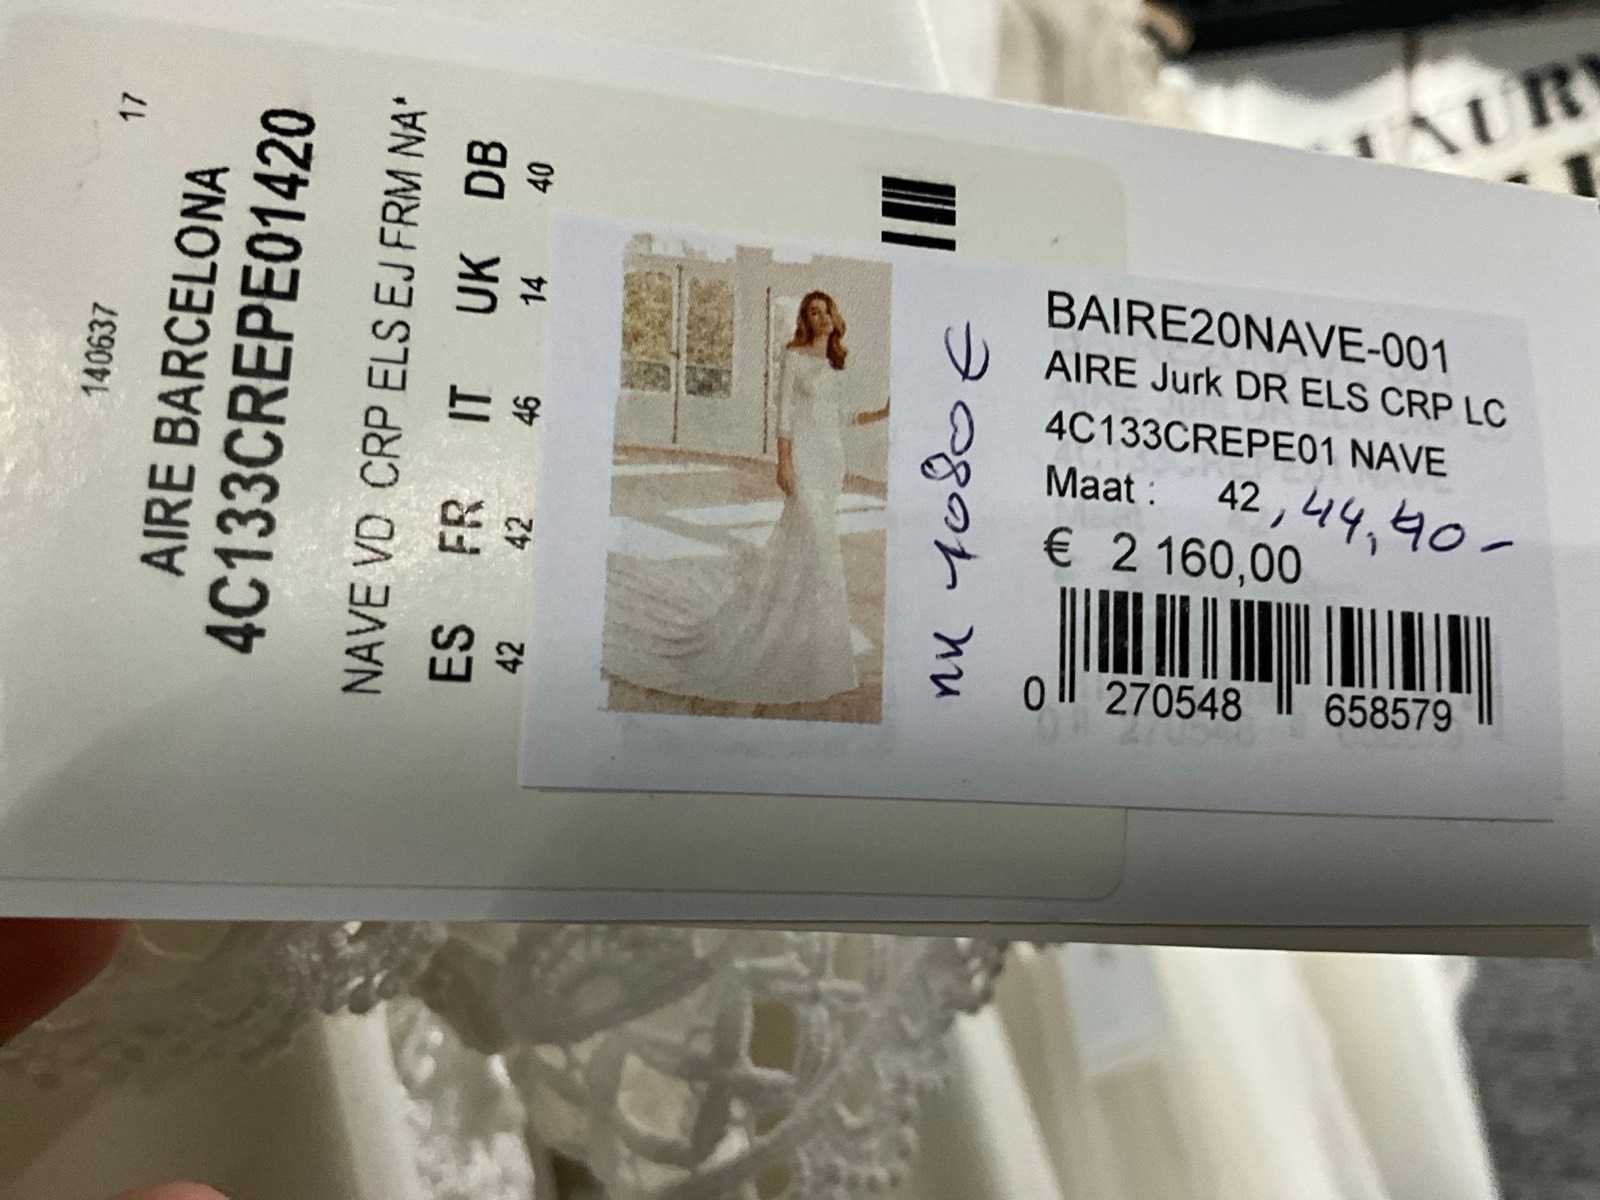 140637 17
AIRE BARCELONA
4C133CREPE01420
NAVE VD CRP ELS EJ FRM NA*
ES FR IT UK DB
42 42 46 14 40
nu 1080 €
BAIRE20NAVE-001
AIRE Jurk DR ELS CRP LC
4C133CREPE01 NAVE
Maat : 42, 44, 40 -
€ 2 160,00
0 270548 658579
LUXURY